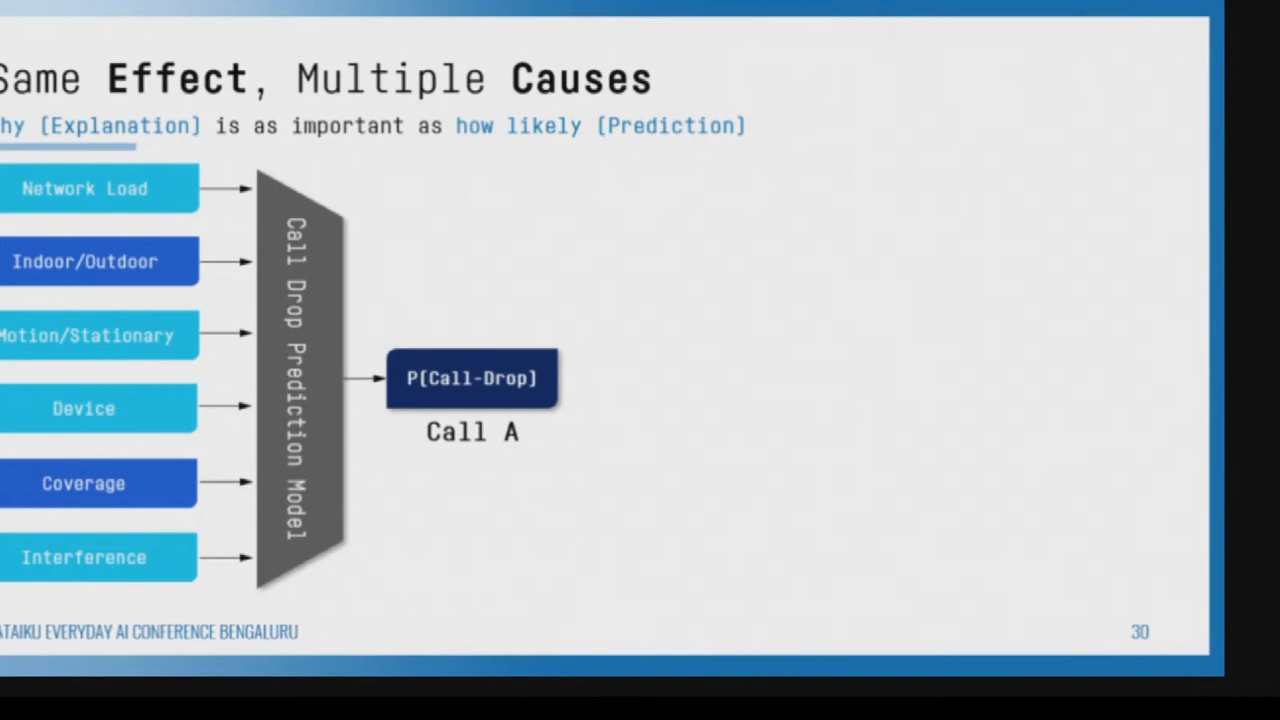 Same Effect, Multiple Causes
hy (Explanation) is as important as how likely (Prediction)
Network Load
Indoor/Outdoor
Motion/Stationary
Device
Coverage
Interference
Call Drop Prediction Model
P(Call-Drop)
Call A
ATAIKU EVERYDAY AI CONFERENCE BENGALURU
30